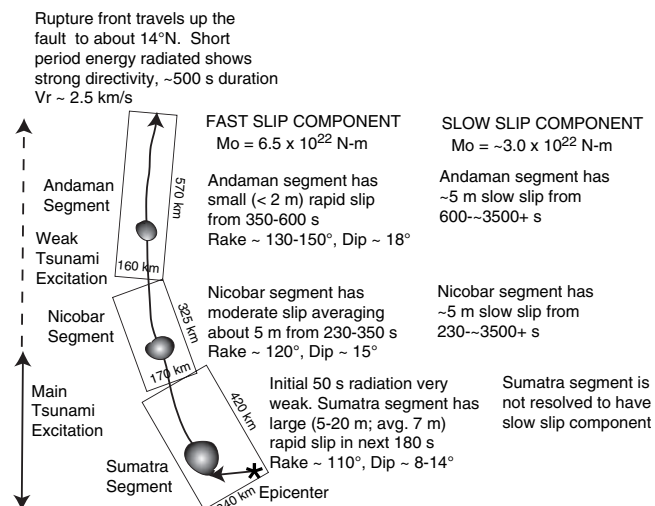 Rupture front travels up the
fault to about 14°N. Short
period energy radiated shows
strong directivity, ~500 s duration
Vr ~ 2.5 km/s
FAST SLIP COMPONENT
Mo = 6.5 x 10²² N-m
SLOW SLIP COMPONENT
Mo = ~3.0 x 10²² N-m
Andaman
Segment
570 km
Andaman segment has
small (< 2 m) rapid slip
from 350-600 s
Rake ~ 130-150°, Dip ~ 18°
Andaman segment has
~5 m slow slip from
600-~3500+ s
Weak
Tsunami
Excitation
160 km
Nicobar
Segment
325 km
170 km
Nicobar segment has
moderate slip averaging
about 5 m from 230-350 s
Rake ~ 120°, Dip ~ 15°
Nicobar segment has
~5 m slow slip from
230-~3500+ s
Main
Tsunami
Excitation
420 km
Initial 50 s radiation very
weak. Sumatra segment has
large (5-20 m; avg. 7 m)
rapid slip in next 180 s
Rake ~ 110°, Dip ~ 8-14°
Sumatra segment is
not resolved to have
slow slip component
Sumatra
Segment
240 km
Epicenter